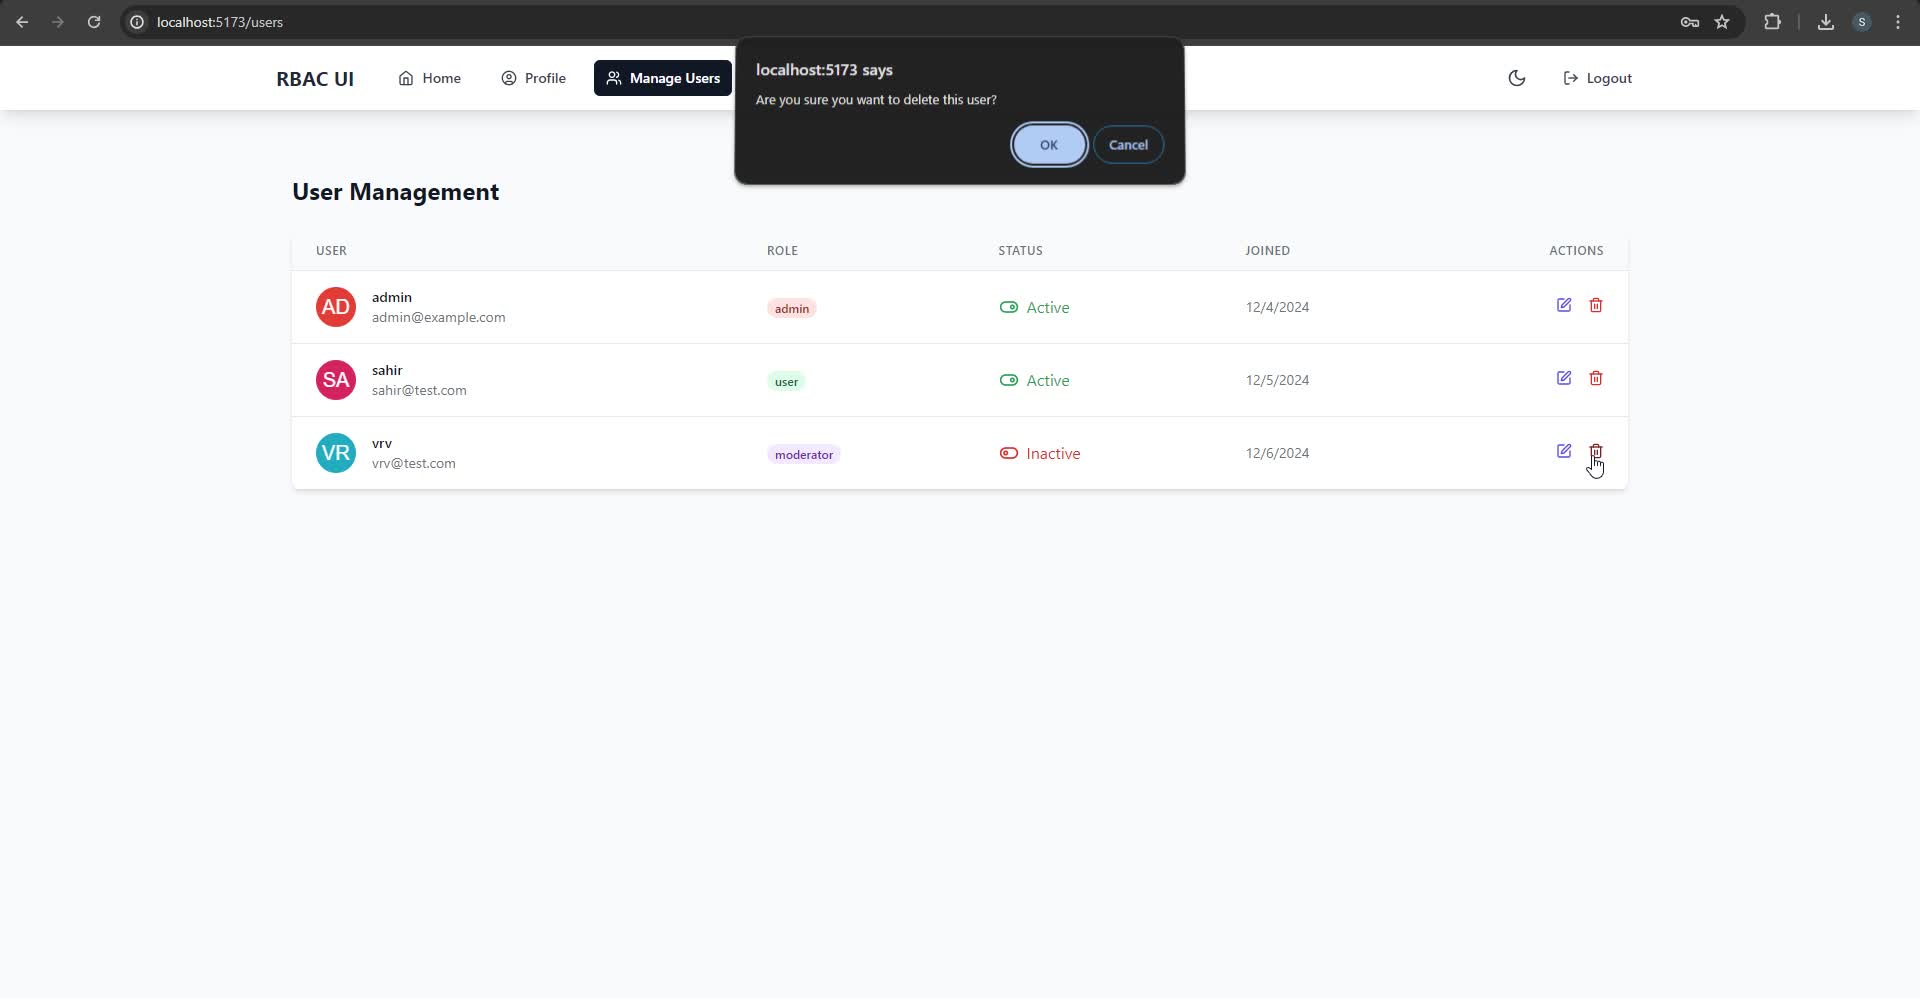 localhost:5173/users
S
localhost:5173 says
Are you sure you want to delete this user?
OK Cancel
RBAC UI Home Profile Manage Users Logout
User Management
USER ROLE STATUS JOINED ACTIONS
AD admin admin Active 12/4/2024
admin@example.com
SA sahir user Active 12/5/2024
sahir@test.com
VR vrv moderator Inactive 12/6/2024
vrv@test.com